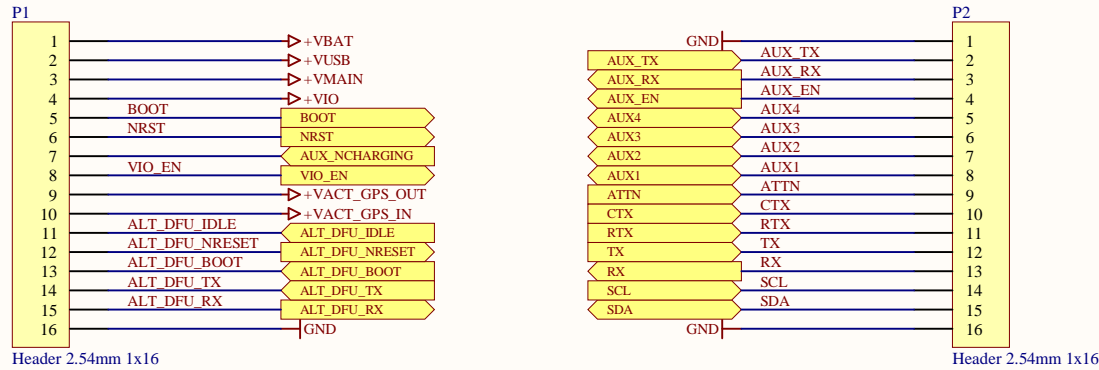 P1
1 +VBAT
2 +VUSB
3 +VMAIN
4 +VIO
5 BOOT BOOT
6 NRST NRST
7 AUX_NCHARGING
8 VIO_EN VIO_EN
9 +VACT_GPS_OUT
10 +VACT_GPS_IN
11 ALT_DFU_IDLE ALT_DFU_IDLE
12 ALT_DFU_NRESET ALT_DFU_NRESET
13 ALT_DFU_BOOT ALT_DFU_BOOT
14 ALT_DFU_TX ALT_DFU_TX
15 ALT_DFU_RX ALT_DFU_RX
16 GND
Header 2.54mm 1x16
P2
GND 1
AUX_TX AUX_TX 2
AUX_RX AUX_RX 3
AUX_EN AUX_EN 4
AUX4 AUX4 5
AUX3 AUX3 6
AUX2 AUX2 7
AUX1 AUX1 8
ATTN ATTN 9
CTX CTX 10
RTX RTX 11
TX TX 12
RX RX 13
SCL SCL 14
SDA SDA 15
GND 16
Header 2.54mm 1x16